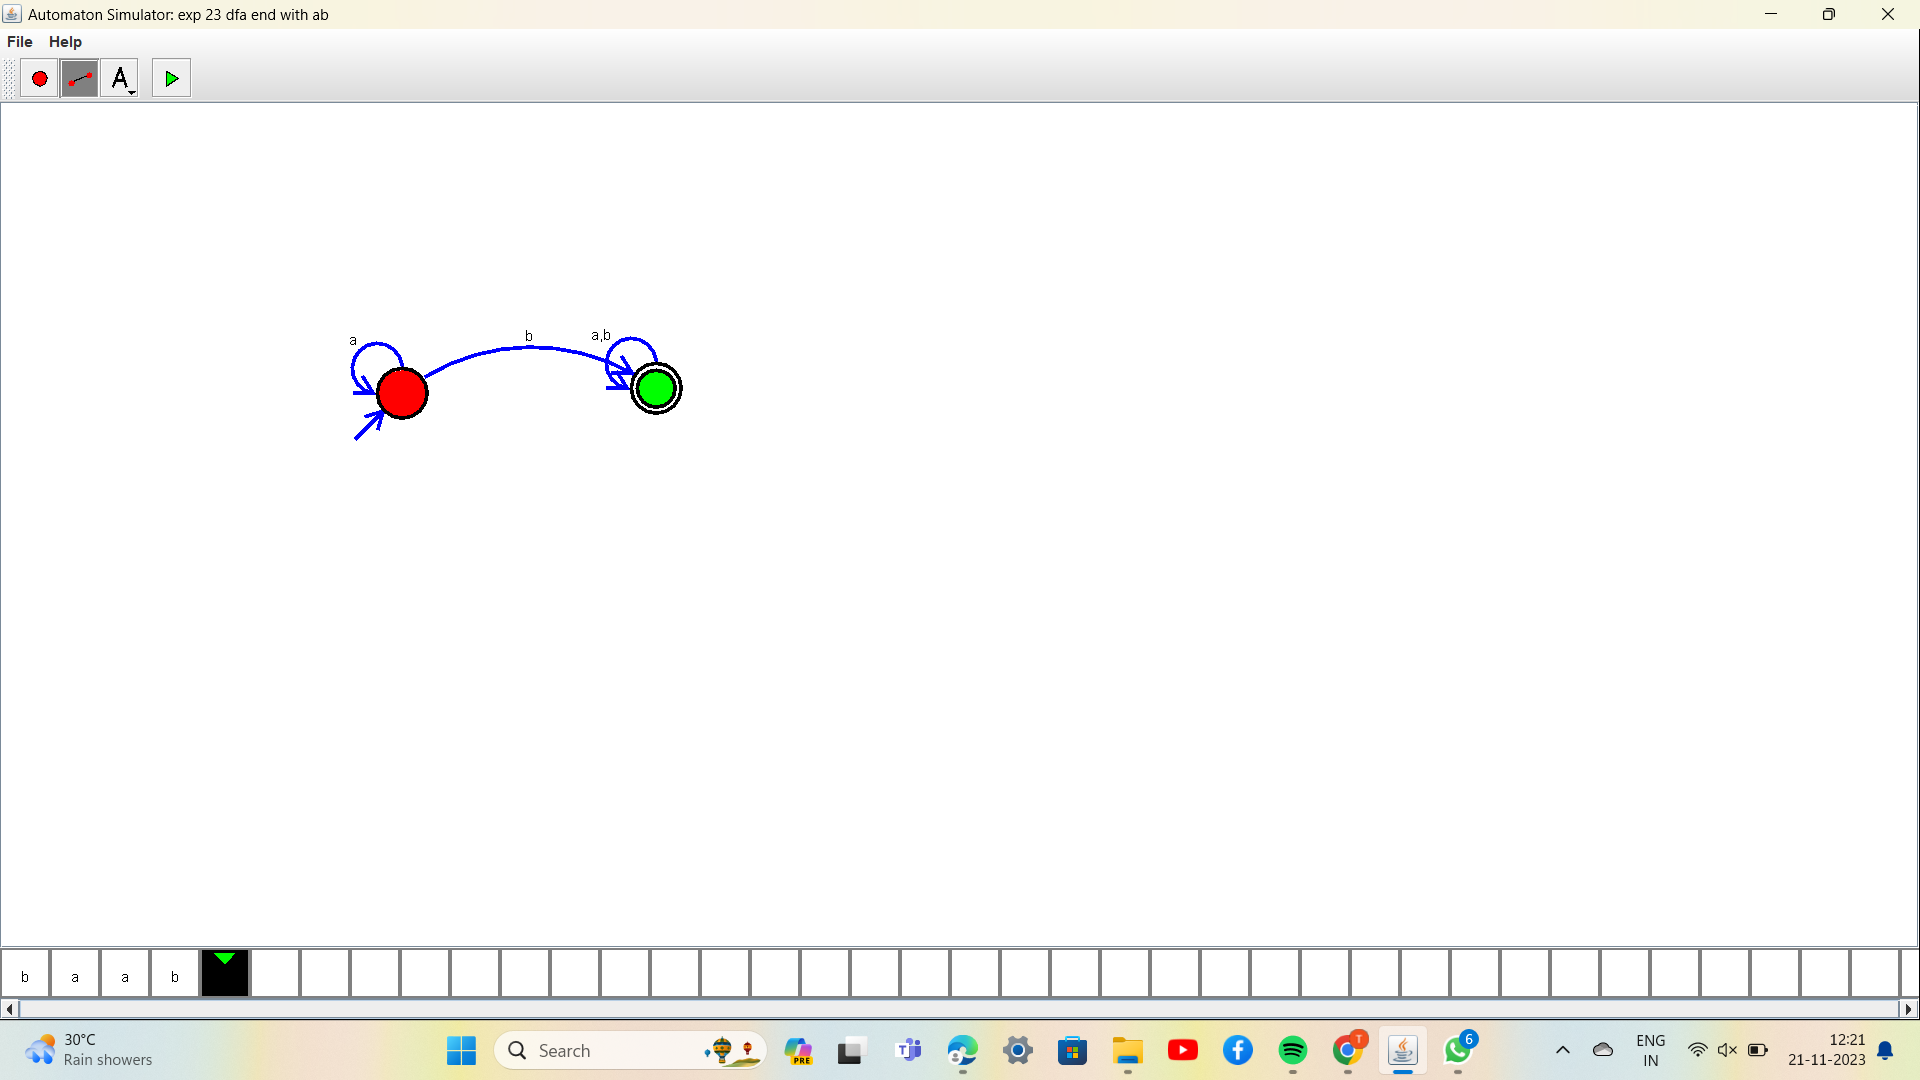 Automaton Simulator: exp 23 dfa end with ab
File Help
A
a
b
a,b
b a a b
30°C
Rain showers
Search
PRE
T
6
ENG
IN
12:21
21-11-2023